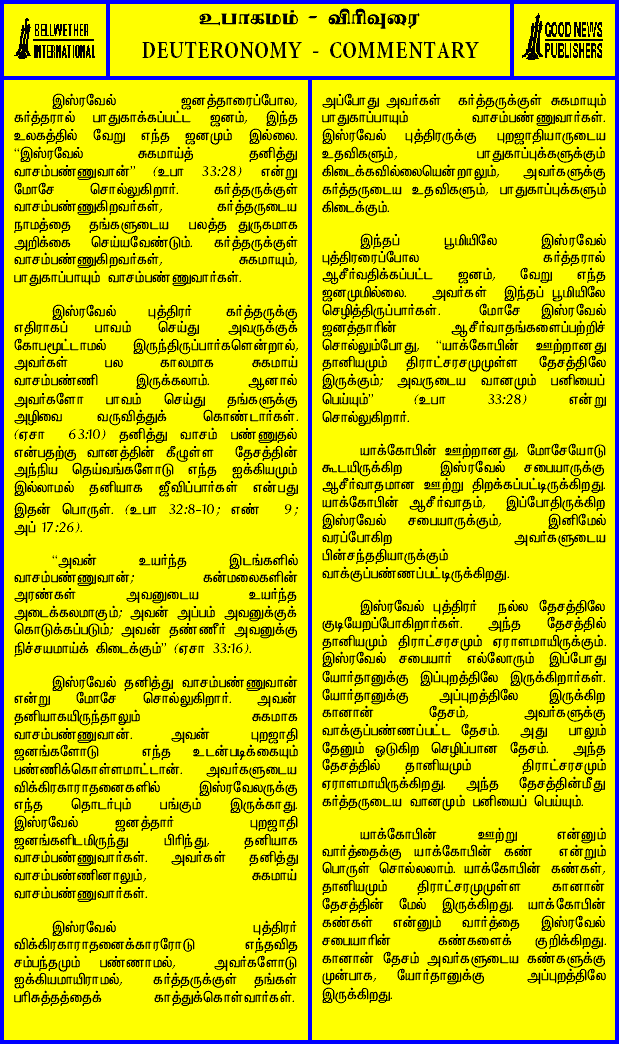 BELLWETHER
INTERNATIONAL
உபாகமம் - விரிவுரை
DEUTERONOMY - COMMENTARY
GOOD NEWS
PUBLISHERS
இஸ்ரவேல் ஜனத்தாரைப்போல,
கர்த்தரால் பாதுகாக்கப்பட்ட ஜனம், இந்த
உலகத்தில் வேறு எந்த ஜனமும் இல்லை.
“இஸ்ரவேல் சுகமாய்த் தனித்து
வாசம்பண்ணுவான்” (உபா 33:28) என்று
மோசே சொல்லுகிறார். கர்த்தருக்குள்
வாசம்பண்ணுகிறவர்கள், கர்த்தருடைய
நாமத்தை தங்களுடைய பலத்த துருகமாக
அறிக்கை செய்யவேண்டும். கர்த்தருக்குள்
வாசம்பண்ணுகிறவர்கள், சுகமாயும்,
பாதுகாப்பாயும் வாசம்பண்ணுவார்கள்.
இஸ்ரவேல் புத்திரர் கர்த்தருக்கு
எதிராகப் பாவம் செய்து அவருக்குக்
கோபமூட்டாமல் இருந்திருப்பார்களென்றால்,
அவர்கள் பல காலமாக சுகமாய்
வாசம்பண்ணி இருக்கலாம். ஆனால்
அவர்களோ பாவம் செய்து தங்களுக்கு
அழிவை வருவித்துக் கொண்டார்கள்.
(ஏசா 63:10) தனித்து வாசம் பண்ணுதல்
என்பதற்கு வானத்தின் கீழுள்ள தேசத்தின்
அந்நிய தெய்வங்களோடு எந்த ஐக்கியமும்
இல்லாமல் தனியாக ஜீவிப்பார்கள் என்பது
இதன் பொருள். (உபா 32:8-10; எண் 9;
அப் 17:26).
“அவன் உயர்ந்த இடங்களில்
வாசம்பண்ணுவான்; கன்மலைகளின்
அரண்கள் அவனுடைய உயர்ந்த
அடைக்கலமாகும்; அவன் அப்பம் அவனுக்குக்
கொடுக்கப்படும்; அவன் தண்ணீர் அவனுக்கு
நிச்சயமாய்க் கிடைக்கும்” (ஏசா 33:16).
இஸ்ரவேல் தனித்து வாசம்பண்ணுவான்
என்று மோசே சொல்லுகிறார். அவன்
தனியாகயிருந்தாலும் சுகமாக
வாசம்பண்ணுவான். அவன் புறஜாதி
ஜனங்களோடு எந்த உடன்படிக்கையும்
பண்ணிக்கொள்ளமாட்டான். அவர்களுடைய
விக்கிரகாராதனைகளில் இஸ்ரவேலருக்கு
எந்த தொடர்பும் பங்கும் இருக்காது.
இஸ்ரவேல் ஜனத்தார் புறஜாதி
ஜனங்களிடமிருந்து பிரிந்து, தனியாக
வாசம்பண்ணுவார்கள். அவர்கள் தனித்து
வாசம்பண்ணினாலும், சுகமாய்
வாசம்பண்ணுவார்கள்.
இஸ்ரவேல் புத்திரர்
விக்கிரகாராதனைக்காரரோடு எந்தவித
சம்பந்தமும் பண்ணாமல், அவர்களோடு
ஐக்கியமாயிராமல், கர்த்தருக்குள் தங்கள்
பரிசுத்தத்தைக் காத்துக்கொள்வார்கள்.
அப்போது அவர்கள் கர்த்தருக்குள் சுகமாயும்
பாதுகாப்பாயும் வாசம்பண்ணுவார்கள்.
இஸ்ரவேல் புத்திரருக்கு புறஜாதியாருடைய
உதவிகளும், பாதுகாப்புக்களுக்கும்
கிடைக்கவில்லையென்றாலும், அவர்களுக்கு
கர்த்தருடைய உதவிகளும், பாதுகாப்புக்களும்
கிடைக்கும்.
இந்தப் பூமியிலே இஸ்ரவேல்
புத்திரரைப்போல கர்த்தரால்
ஆசீர்வதிக்கப்பட்ட ஜனம், வேறு எந்த
ஜனமுமில்லை. அவர்கள் இந்தப் பூமியிலே
செழித்திருப்பார்கள். மோசே இஸ்ரவேல்
ஜனத்தாரின் ஆசீர்வாதங்களைப்பற்றிச்
சொல்லும்போது, “யாக்கோபின் ஊற்றானது
தானியமும் திராட்சரசமுமுள்ள தேசத்திலே
இருக்கும்; அவருடைய வானமும் பனியைப்
பெய்யும்” (உபா 33:28) என்று
சொல்லுகிறார்.
யாக்கோபின் ஊற்றானது, மோசேயோடு
கூடயிருக்கிற இஸ்ரவேல் சபையாருக்கு
ஆசீர்வாதமான ஊற்று திறக்கப்பட்டிருக்கிறது.
யாக்கோபின் ஆசீர்வாதம், இப்போதிருக்கிற
இஸ்ரவேல் சபையாருக்கும், இனிமேல்
வரப்போகிற அவர்களுடைய
பின்சந்ததியாருக்கும்
வாக்குப்பண்ணப்பட்டிருக்கிறது.
இஸ்ரவேல் புத்திரர் நல்ல தேசத்திலே
குடியேறப்போகிறார்கள். அந்த தேசத்தில்
தானியமும் திராட்சரசமும் ஏராளமாயிருக்கும்.
இஸ்ரவேல் சபையார் எல்லோரும் இப்போது
யோர்தானுக்கு இப்புறத்திலே இருக்கிறார்கள்.
யோர்தானுக்கு அப்புறத்திலே இருக்கிற
கானான் தேசம், அவர்களுக்கு
வாக்குப்பண்ணப்பட்ட தேசம். அது பாலும்
தேனும் ஓடுகிற செழிப்பான தேசம். அந்த
தேசத்தில் தானியமும் திராட்சரசமும்
ஏராளமாயிருக்கிறது. அந்த தேசத்தின்மீது
கர்த்தருடைய வானமும் பனியைப் பெய்யும்.
யாக்கோபின் ஊற்று என்னும்
வார்த்தைக்கு யாக்கோபின் கண் என்றும்
பொருள் சொல்லலாம். யாக்கோபின் கண்கள்,
தானியமும் திராட்சரமுமுள்ள கானான்
தேசத்தின் மேல் இருக்கிறது. யாக்கோபின்
கண்கள் என்னும் வார்த்தை இஸ்ரவேல்
சபையாரின் கண்களைக் குறிக்கிறது.
கானான் தேசம் அவர்களுடைய கண்களுக்கு
முன்பாக, யோர்தானுக்கு அப்புறத்திலே
இருக்கிறது.